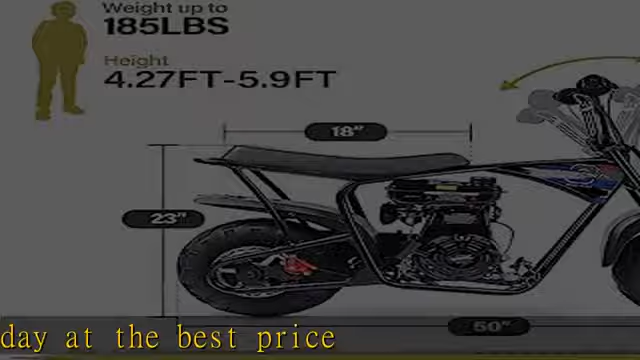 Weight up to
185LBS
Height
4.27FT-5.9FT
18"
23"
50"
day at the best price